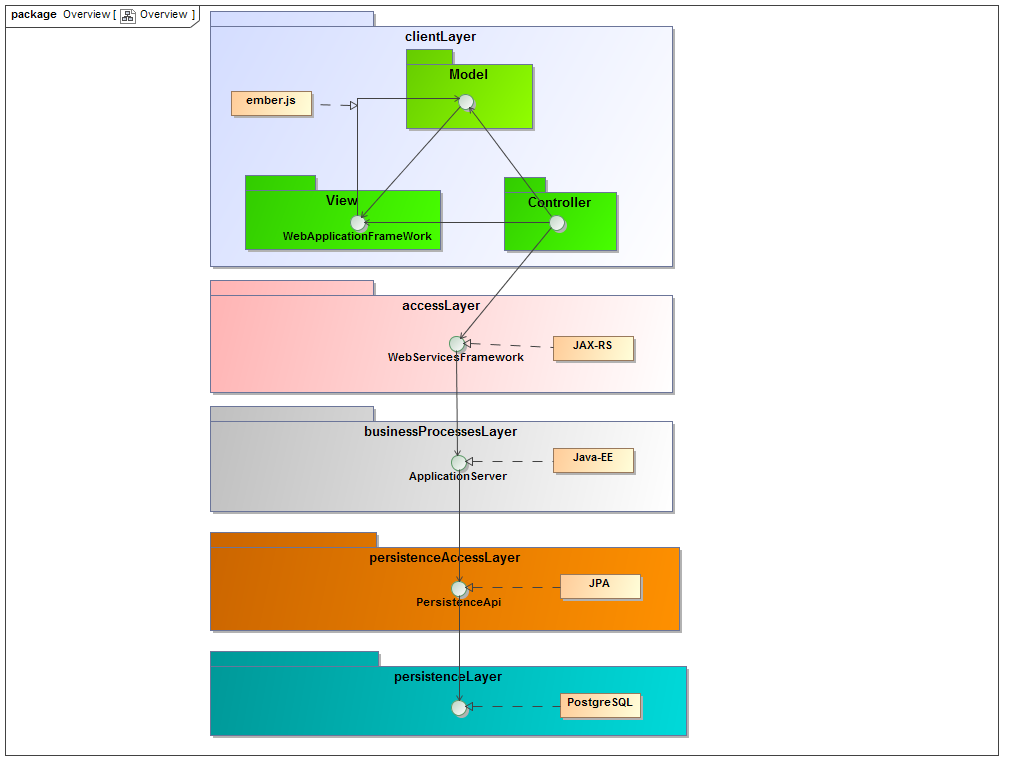 package Overview [ Overview ]
clientLayer
Model
ember.js
View
WebApplicationFrameWork
Controller
accessLayer
WebServicesFramework
JAX-RS
businessProcessesLayer
ApplicationServer
Java-EE
persistenceAccessLayer
PersistenceApi
JPA
persistenceLayer
PostgreSQL